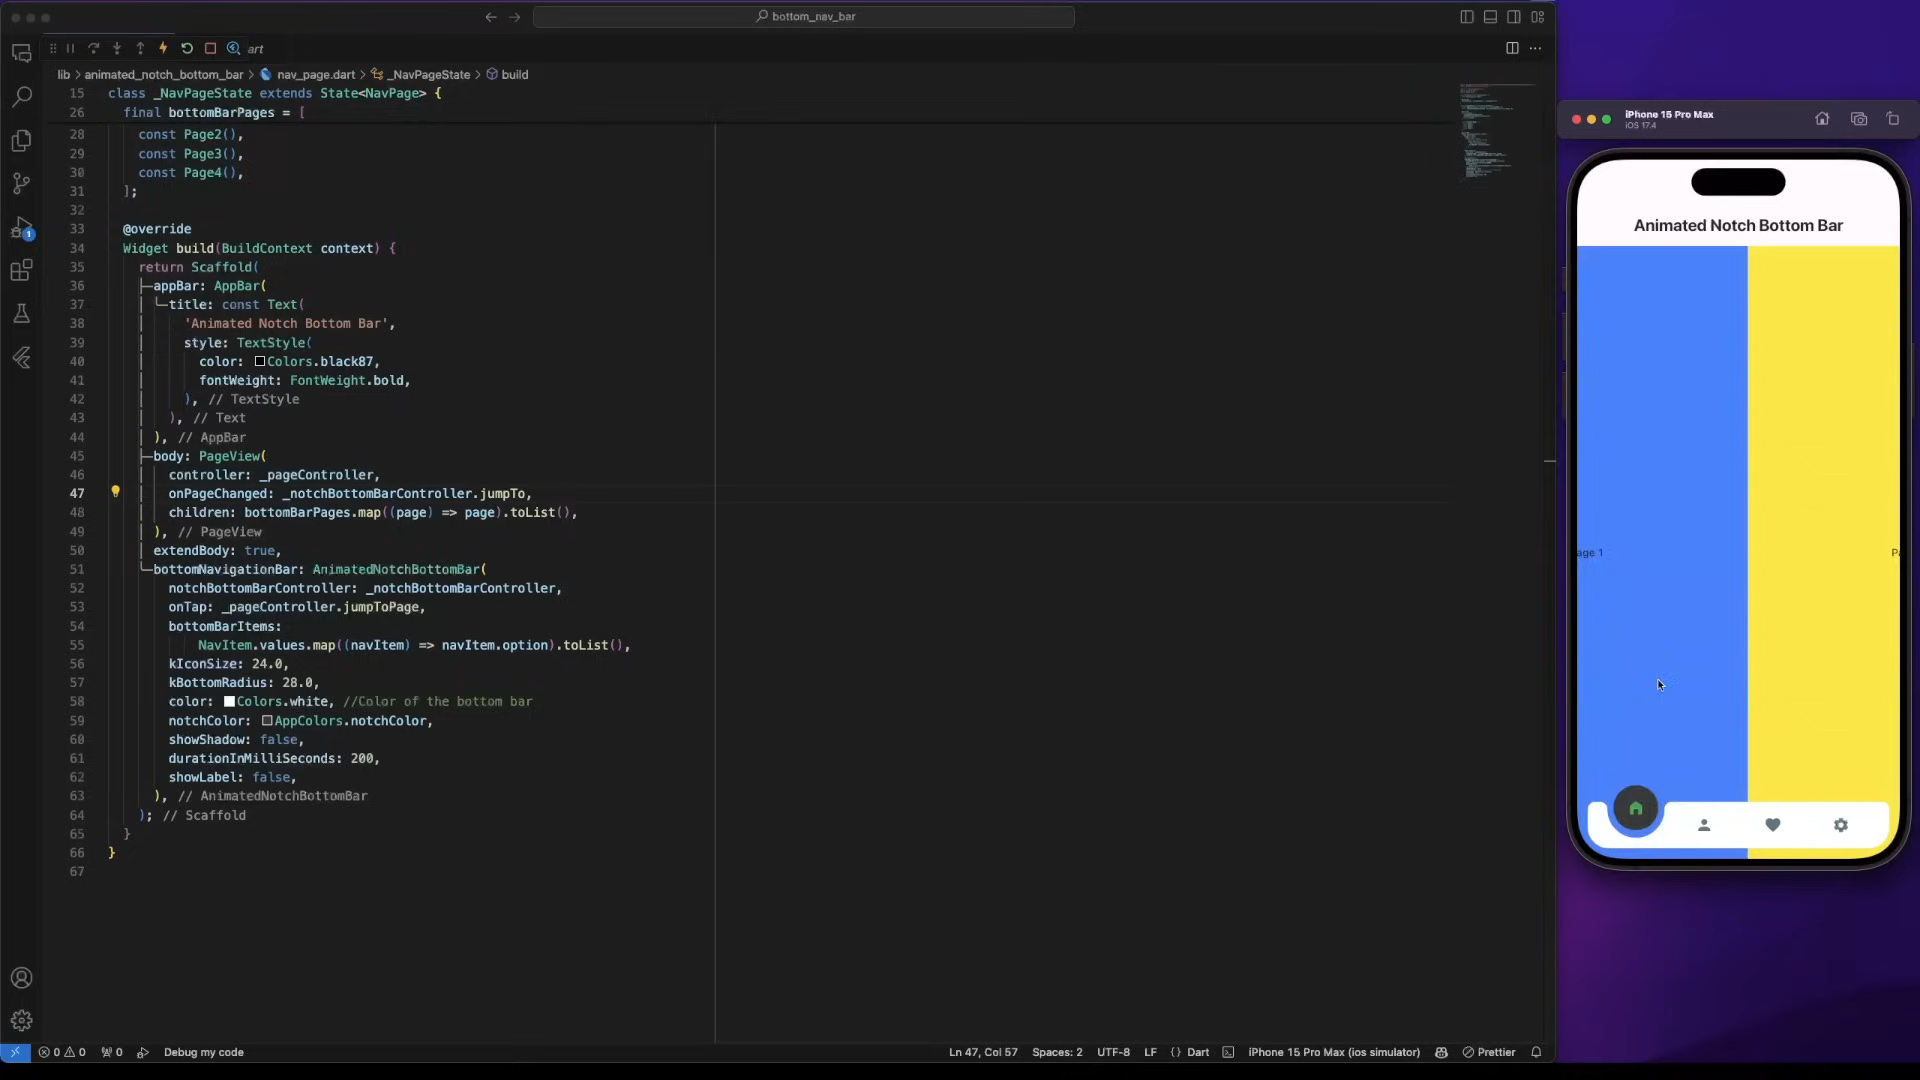 bottom_nav_bar
art
lib > animated_notch_bottom_bar > nav_page.dart > _NavPageState > build
15 class _NavPageState extends State<NavPage> {
26 final bottomBarPages = [
28 const Page2(),
29 const Page3(),
30 const Page4(),
31 ];
32
33 @override
34 Widget build(BuildContext context) {
35 return Scaffold(
36 appBar: AppBar(
37 title: const Text(
38 'Animated Notch Bottom Bar',
39 style: TextStyle(
40 color: Colors.black87,
41 fontWeight: FontWeight.bold,
42 ), // TextStyle
43 ), // Text
44 ), // AppBar
45 body: PageView(
46 controller: _pageController,
47 onPageChanged: _notchBottomBarController.jumpTo,
48 children: bottomBarPages.map((page) => page).toList(),
49 ), // PageView
50 extendBody: true,
51 bottomNavigationBar: AnimatedNotchBottomBar(
52 notchBottomBarController: _notchBottomBarController,
53 onTap: _pageController.jumpToPage,
54 bottomBarItems:
55 NavItem.values.map((navItem) => navItem.option).toList(),
56 kIconSize: 24.0,
57 kBottomRadius: 28.0,
58 color: Colors.white, //Color of the bottom bar
59 notchColor: AppColors.notchColor,
60 showShadow: false,
61 durationInMilliSeconds: 200,
62 showLabel: false,
63 ), // AnimatedNotchBottomBar
64 ); // Scaffold
65 }
66 }
67
1
0 0 0 Debug my code
Ln 47, Col 57 Spaces: 2 UTF-8 LF {} Dart iPhone 15 Pro Max (ios simulator) Prettier
iPhone 15 Pro Max
iOS 17.4
Animated Notch Bottom Bar
age 1
Pa